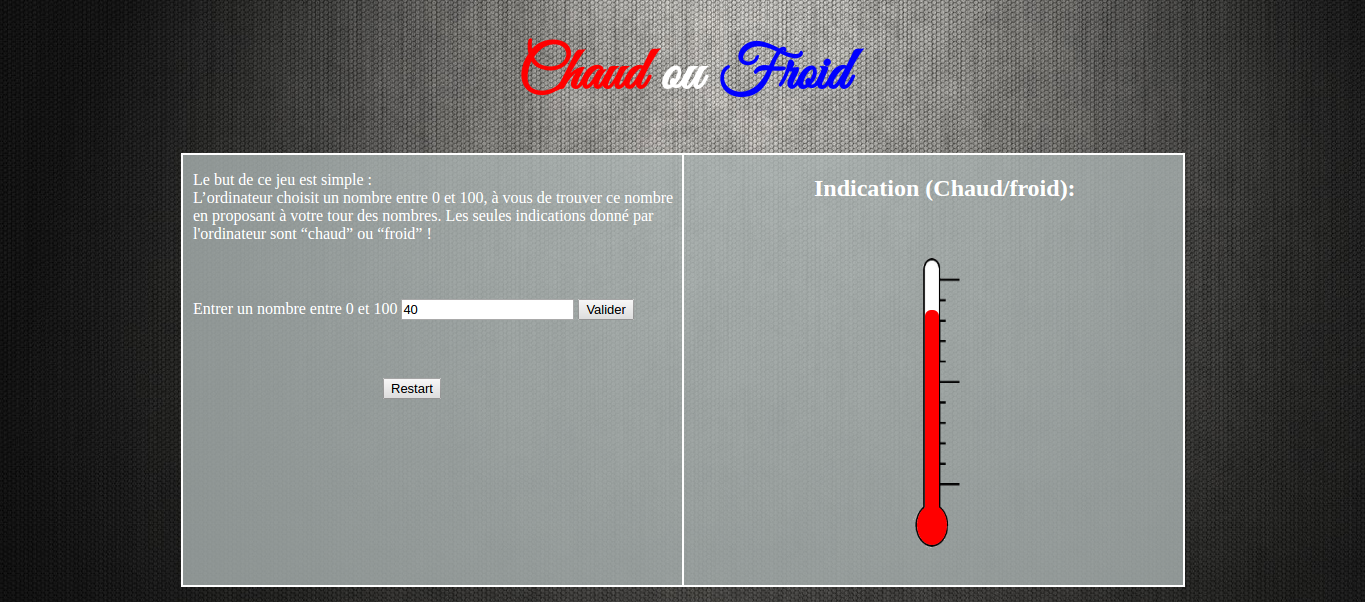 Chaud ou Froid
Le but de ce jeu est simple :
L’ordinateur choisit un nombre entre 0 et 100, à vous de trouver ce nombre
en proposant à votre tour des nombres. Les seules indications donné par
l'ordinateur sont “chaud” ou “froid” !
Entrer un nombre entre 0 et 100 40 Valider
Restart
Indication (Chaud/froid):